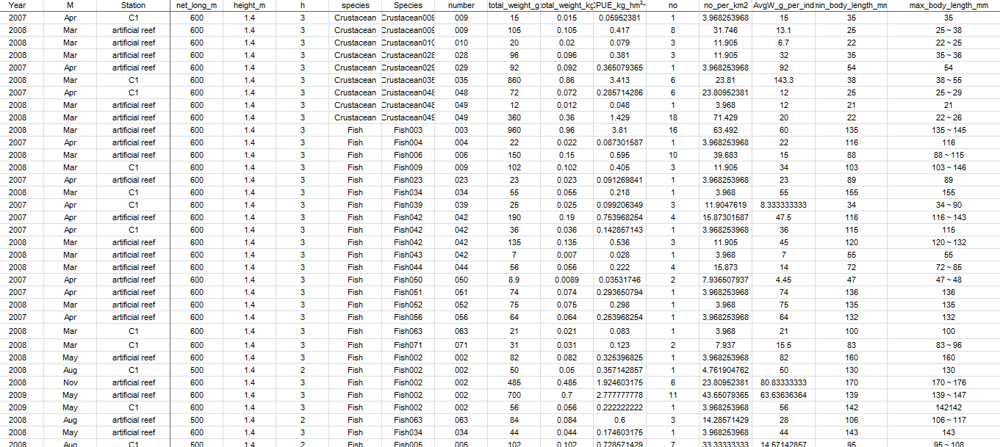 Year M Station net_long_m height_m h species Species number total_weight_g otal_weight_kg CPUE_kg_hm²- no no_per_km2 AvgW_g_per_ind min_body_length_mm max_body_length_mm
2007 Apr C1 600 1.4 3 Crustacean Crustacean009 009 15 0.015 0.05952381 1 3.968253968 15 35 35
2008 Mar artificial reef 600 1.4 3 Crustacean Crustacean009 009 105 0.105 0.417 8 31.746 13.1 25 25 ~ 38
2008 Mar artificial reef 600 1.4 3 Crustacean Crustacean010 010 20 0.02 0.079 3 11.905 6.7 22 22 ~ 25
2008 Mar artificial reef 600 1.4 3 Crustacean Crustacean028 028 96 0.096 0.381 3 11.905 32 35 35 ~ 36
2007 Apr artificial reef 600 1.4 3 Crustacean Crustacean029 029 92 0.092 0.365079365 1 3.968253968 92 54 54
2008 Mar C1 600 1.4 3 Crustacean Crustacean035 035 860 0.86 3.413 6 23.81 143.3 38 38 ~ 55
2007 Apr C1 600 1.4 3 Crustacean Crustacean048 048 72 0.072 0.285714286 6 23.80952381 12 25 25 ~ 29
2008 Mar artificial reef 600 1.4 3 Crustacean Crustacean048 049 12 0.012 0.048 1 3.968 12 21 21
2008 Mar artificial reef 600 1.4 3 Crustacean Crustacean049 049 360 0.36 1.429 18 71.429 20 22 22 ~ 26
2008 Mar artificial reef 600 1.4 3 Fish Fish003 003 960 0.96 3.81 16 63.492 60 135 135 ~ 145
2007 Apr artificial reef 600 1.4 3 Fish Fish004 004 22 0.022 0.087301587 1 3.968253968 22 116 116
2008 Mar artificial reef 600 1.4 3 Fish Fish006 006 150 0.15 0.595 10 39.683 15 88 88 ~ 115
2008 Mar C1 600 1.4 3 Fish Fish009 009 102 0.102 0.405 3 11.905 34 103 103 ~ 146
2007 Apr artificial reef 600 1.4 3 Fish Fish023 023 23 0.023 0.091269841 1 3.968253968 23 89 89
2008 Mar C1 600 1.4 3 Fish Fish034 034 55 0.055 0.218 1 3.968 55 155 155
2007 Apr C1 600 1.4 3 Fish Fish039 039 25 0.025 0.099206349 3 11.9047619 8.333333333 34 34 ~ 90
2007 Apr artificial reef 600 1.4 3 Fish Fish042 042 190 0.19 0.753968254 4 15.87301587 47.5 116 116 ~ 143
2007 Apr C1 600 1.4 3 Fish Fish042 042 36 0.036 0.142857143 1 3.968253968 36 115 115
2008 Mar artificial reef 600 1.4 3 Fish Fish042 042 135 0.135 0.536 3 11.905 45 120 120 ~ 132
2008 Mar artificial reef 600 1.4 3 Fish Fish043 042 7 0.007 0.028 1 3.968 7 55 55
2008 Mar artificial reef 600 1.4 3 Fish Fish044 044 56 0.056 0.222 4 15.873 14 72 72 ~ 85
2007 Apr artificial reef 600 1.4 3 Fish Fish050 050 8.9 0.0089 0.03531746 2 7.936507937 4.45 47 47 ~ 48
2007 Apr artificial reef 600 1.4 3 Fish Fish051 051 74 0.074 0.293650794 1 3.968253968 74 136 136
2008 Mar artificial reef 600 1.4 3 Fish Fish052 052 75 0.075 0.298 1 3.968 75 135 135
2007 Apr artificial reef 600 1.4 3 Fish Fish056 056 64 0.064 0.253968254 1 3.968253968 64 132 132
2008 Mar C1 600 1.4 3 Fish Fish063 063 21 0.021 0.083 1 3.968 21 100 100
2008 Mar C1 600 1.4 3 Fish Fish071 071 31 0.031 0.123 2 7.937 15.5 83 83 ~ 96
2008 May artificial reef 600 1.4 3 Fish Fish002 002 82 0.082 0.325396825 1 3.968253968 82 160 160
2008 Aug C1 500 1.4 2 Fish Fish002 002 50 0.05 0.357142857 1 4.761904762 50 130 130
2008 Nov artificial reef 600 1.4 3 Fish Fish002 002 485 0.485 1.924603175 6 23.80952381 80.83333333 170 170 ~ 176
2009 May artificial reef 600 1.4 3 Fish Fish002 002 700 0.7 2.777777778 11 43.65079365 63.63636364 139 139 ~ 147
2009 May C1 600 1.4 3 Fish Fish002 002 56 0.056 0.222222222 1 3.968253968 56 142 142142
2008 Aug artificial reef 500 1.4 2 Fish Fish063 063 84 0.084 0.6 3 14.28571429 28 106 106 ~ 117
2008 May artificial reef 600 1.4 3 Fish Fish034 034 44 0.044 0.174603175 1 3.968253968 44 143 143
2008 Aug C1 500 1.4 2 Fish Fish005 005 102 0.102 0.728571429 7 33.33333333 14.57142857 95 95 ~ 108